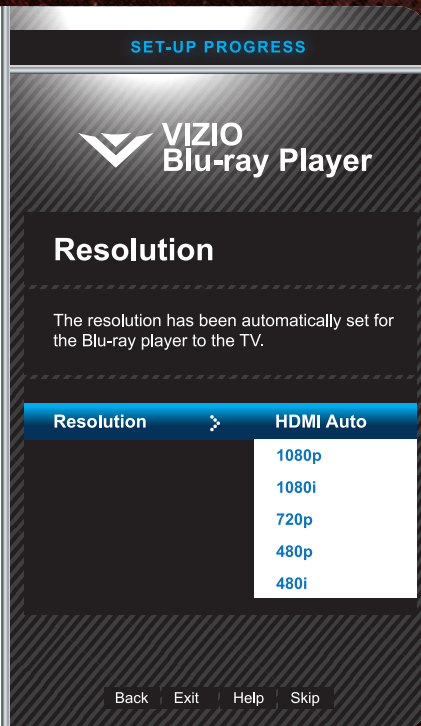 SET-UP PROGRESS
VIZIO
Blu-ray Player
Resolution
The resolution has been automatically set for
the Blu-ray player to the TV.
Resolution HDMI Auto
1080p
1080i
720p
480p
480i
Back Exit Help Skip